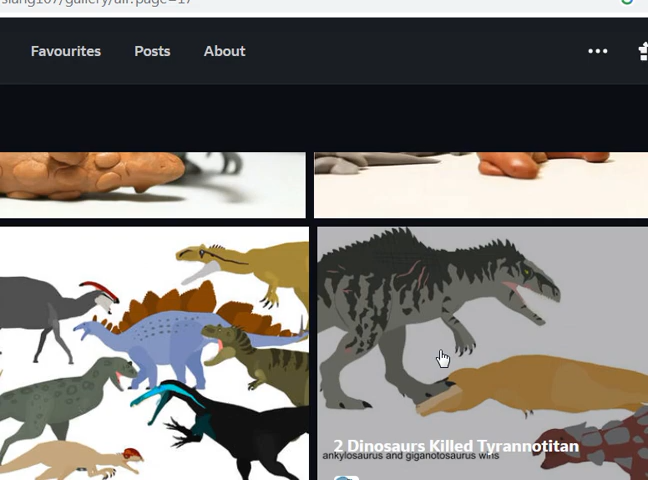 Favourites Posts About
2 Dinosaurs Killed Tyrannotitan
ankylosaurus and giganotosaurus wins